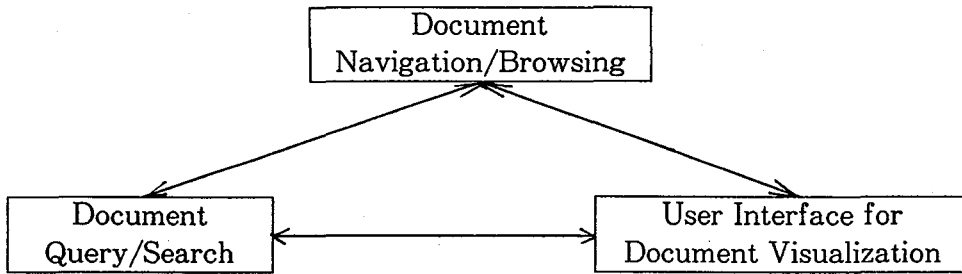 Document
Navigation/Browsing
Document
Query/Search
User Interface for
Document Visualization